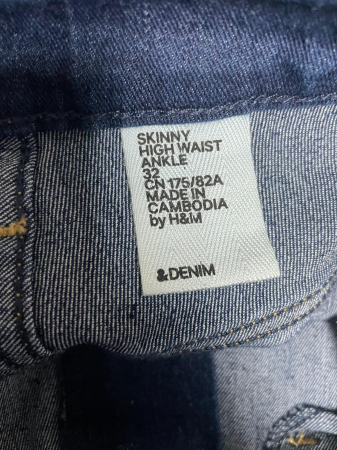 SKINNY
HIGH WAIST
ANKLE
32
CN 175/82A
MADE IN
CAMBODIA
by H&M
&DENIM